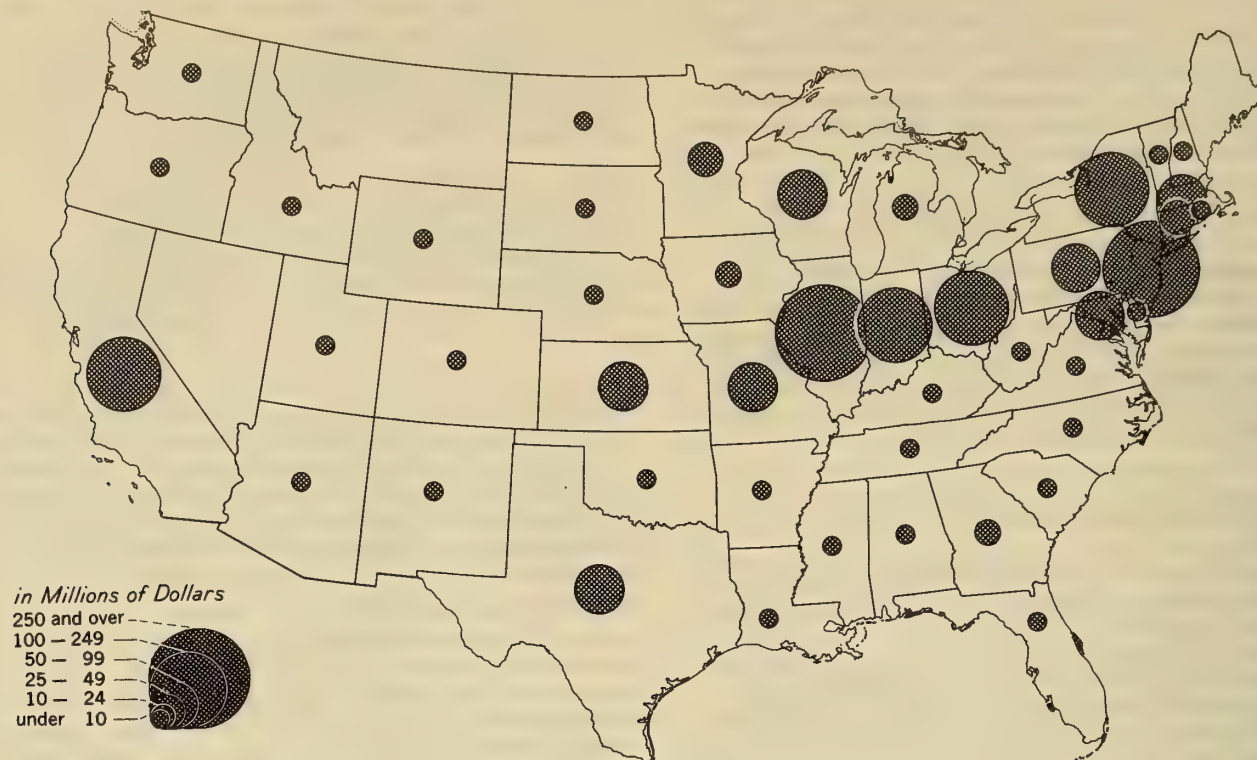 in Millions of Dollars
250 and over
100 – 249
50 – 99
25 – 49
10 – 24
under 10